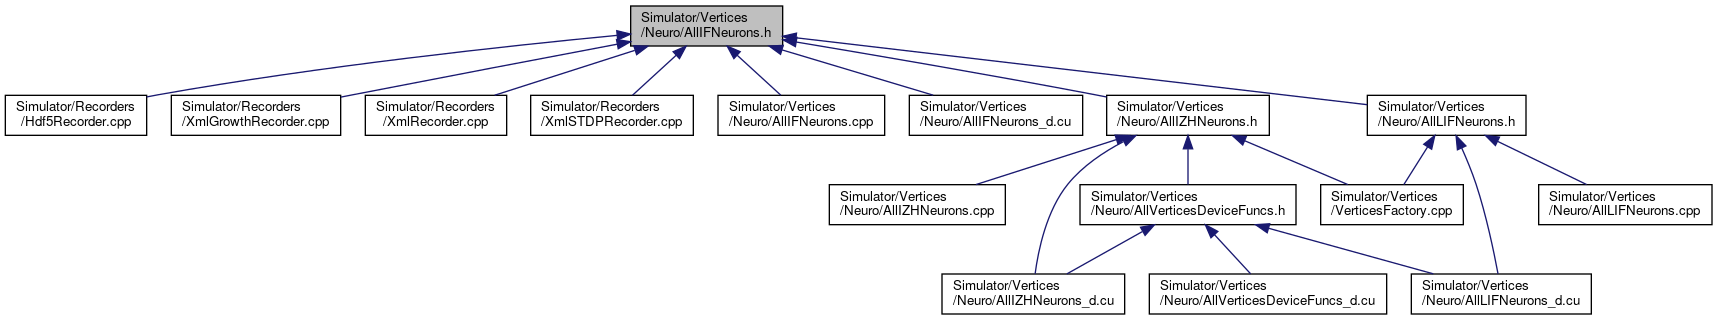 Simulator/Vertices
/Neuro/AllIFNeurons.h
Simulator/Recorders
/Hdf5Recorder.cpp
Simulator/Recorders
/XmlGrowthRecorder.cpp
Simulator/Recorders
/XmlRecorder.cpp
Simulator/Recorders
/XmlSTDPRecorder.cpp
Simulator/Vertices
/Neuro/AllIFNeurons.cpp
Simulator/Vertices
/Neuro/AllIFNeurons_d.cu
Simulator/Vertices
/Neuro/AllIZHNeurons.h
Simulator/Vertices
/Neuro/AllLIFNeurons.h
Simulator/Vertices
/Neuro/AllIZHNeurons.cpp
Simulator/Vertices
/Neuro/AllVerticesDeviceFuncs.h
Simulator/Vertices
/VerticesFactory.cpp
Simulator/Vertices
/Neuro/AllLIFNeurons.cpp
Simulator/Vertices
/Neuro/AllIZHNeurons_d.cu
Simulator/Vertices
/Neuro/AllVerticesDeviceFuncs_d.cu
Simulator/Vertices
/Neuro/AllLIFNeurons_d.cu